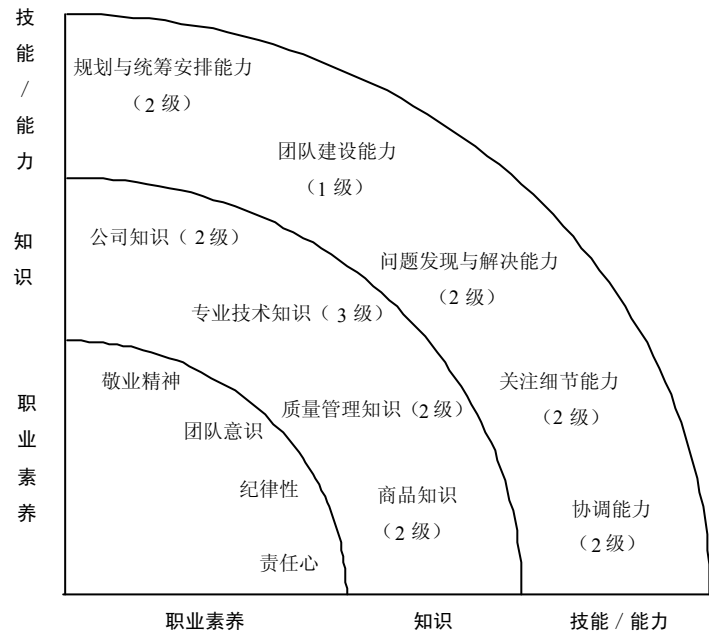 技能/能力
规划与统筹安排能力
（2 级）
团队建设能力
（1 级）
问题发现与解决能力
（2 级）
关注细节能力
（2 级）
协调能力
（2 级）
知识
公司知识（ 2 级）
专业技术知识（ 3 级）
质量管理知识（2 级）
商品知识
（2 级）
职业素养
敬业精神
团队意识
纪律性
责任心
职业素养
知识
技能 / 能力